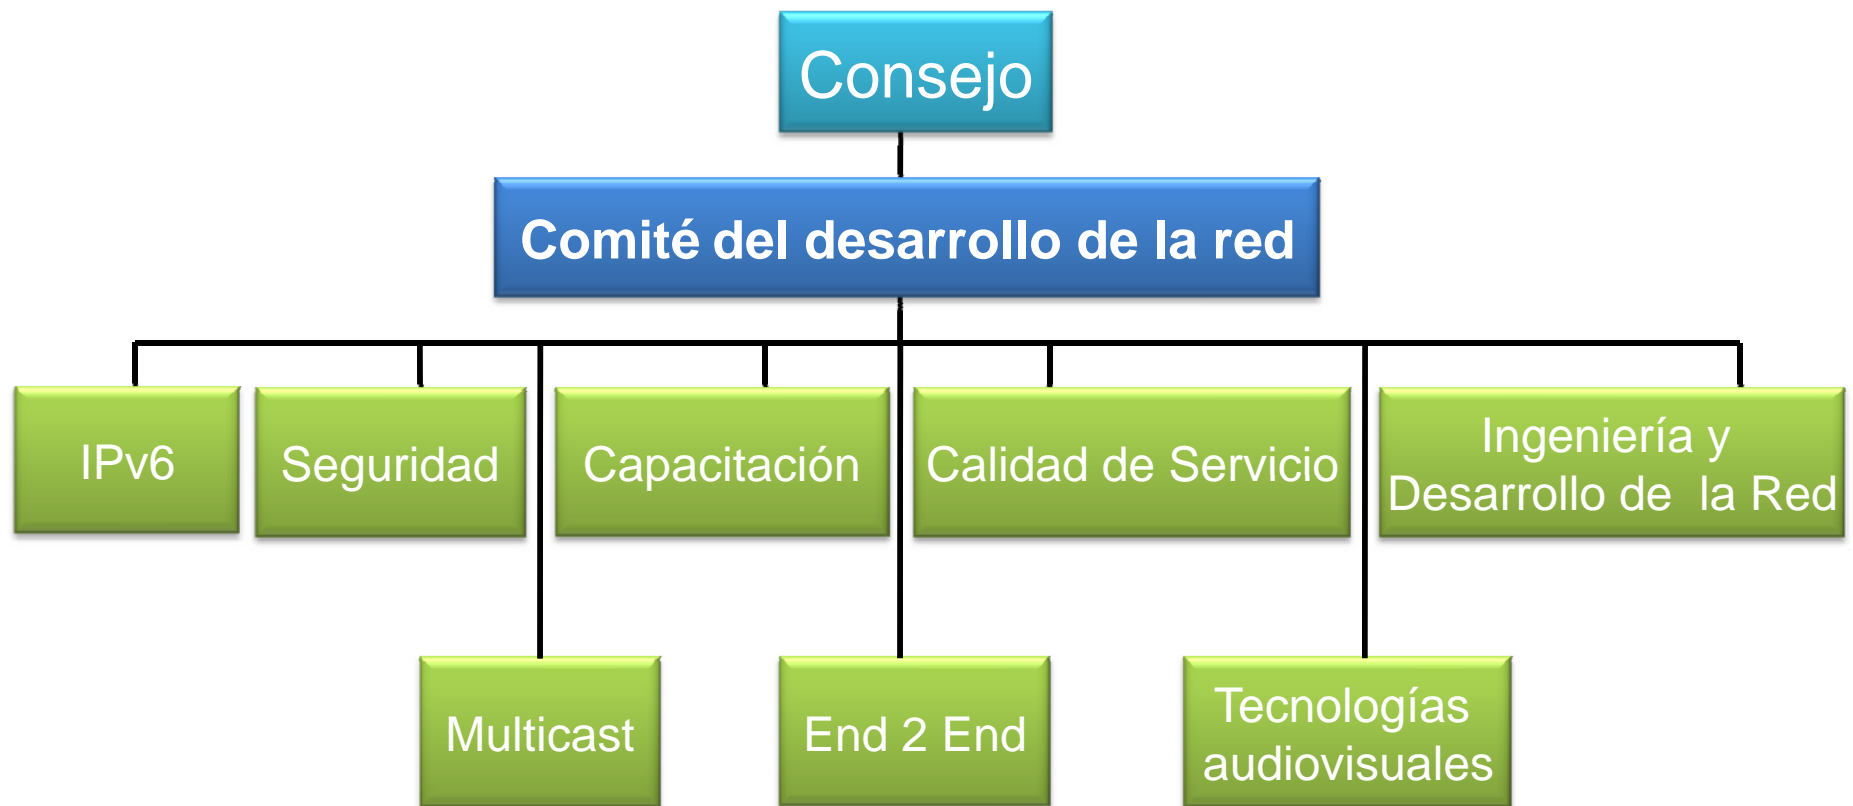 Consejo
Comité del desarrollo de la red
IPv6
Seguridad
Capacitación
Calidad de Servicio
Ingeniería y
Desarrollo de la Red
Multicast
End 2 End
Tecnologías
audiovisuales